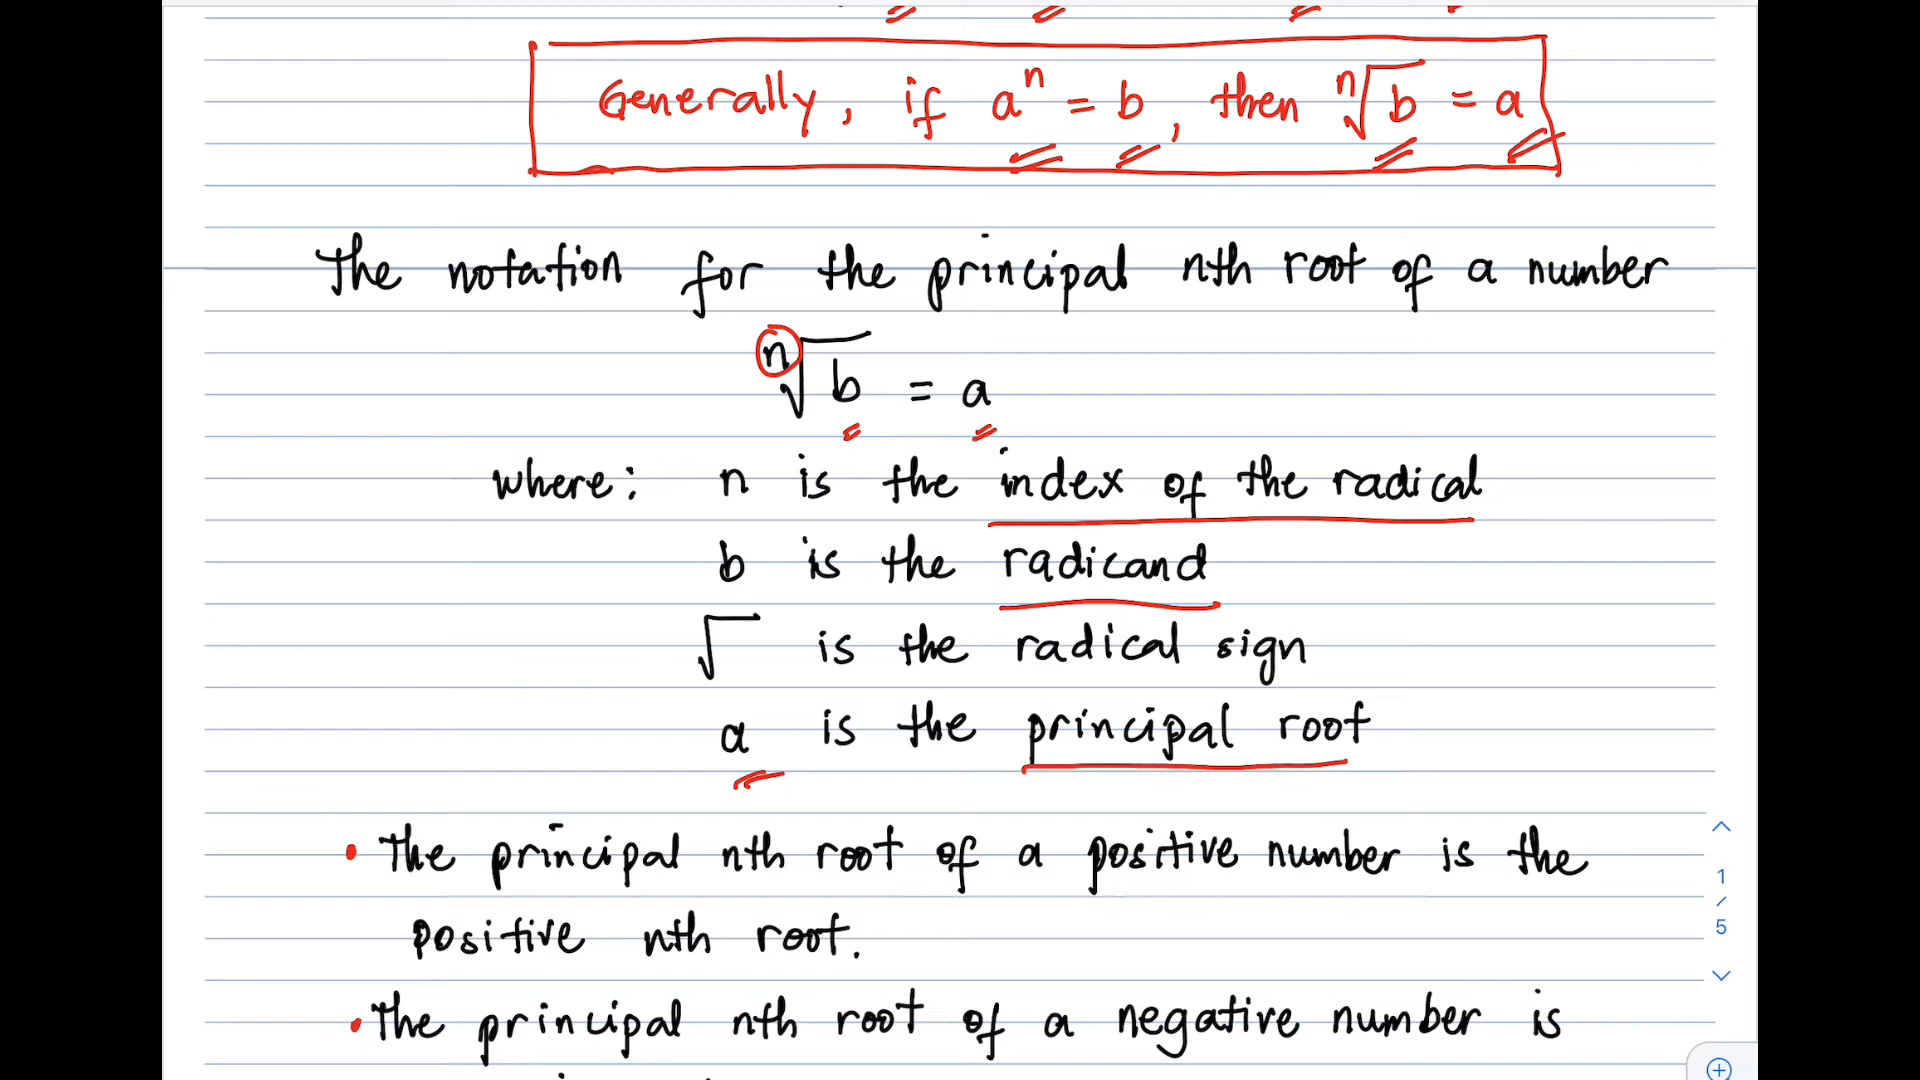 Generally, if aⁿ = b, then ⁿ√b = a
The notation for the principal nth root of a number
ⁿ√b = a
where: n is the index of the radical
b is the radicand
√ is the radical sign
a is the principal root
• The principal nth root of a positive number is the
positive nth root.
• The principal nth root of a negative number is
1
/
5